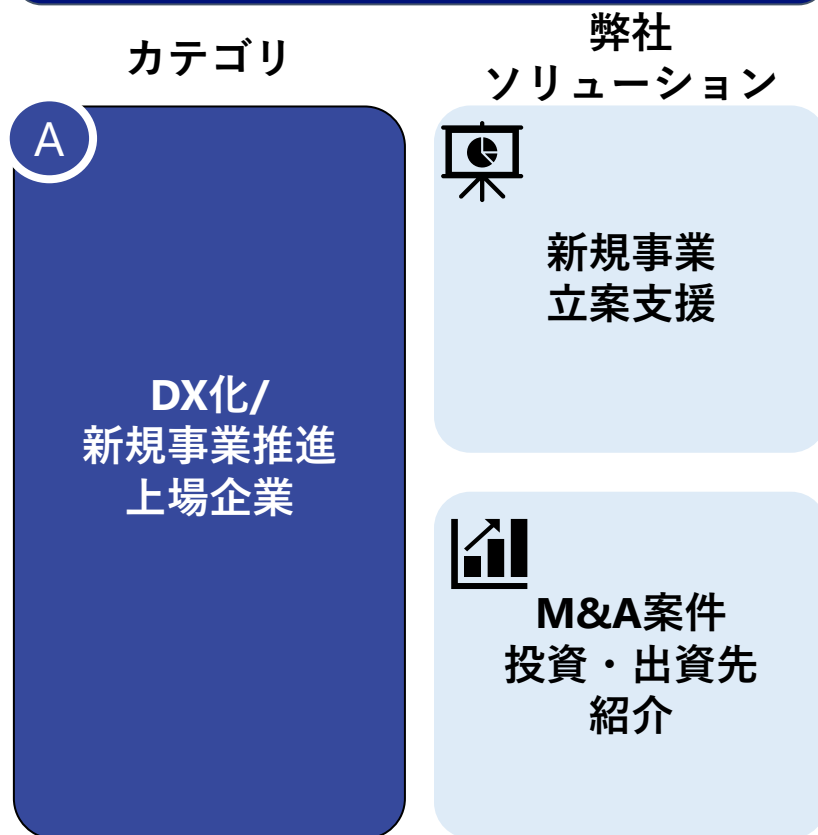 カテゴリ
弊社
ソリューション
A
DX化/
新規事業推進
上場企業
新規事業
立案支援
M&A案件
投資・出資先
紹介